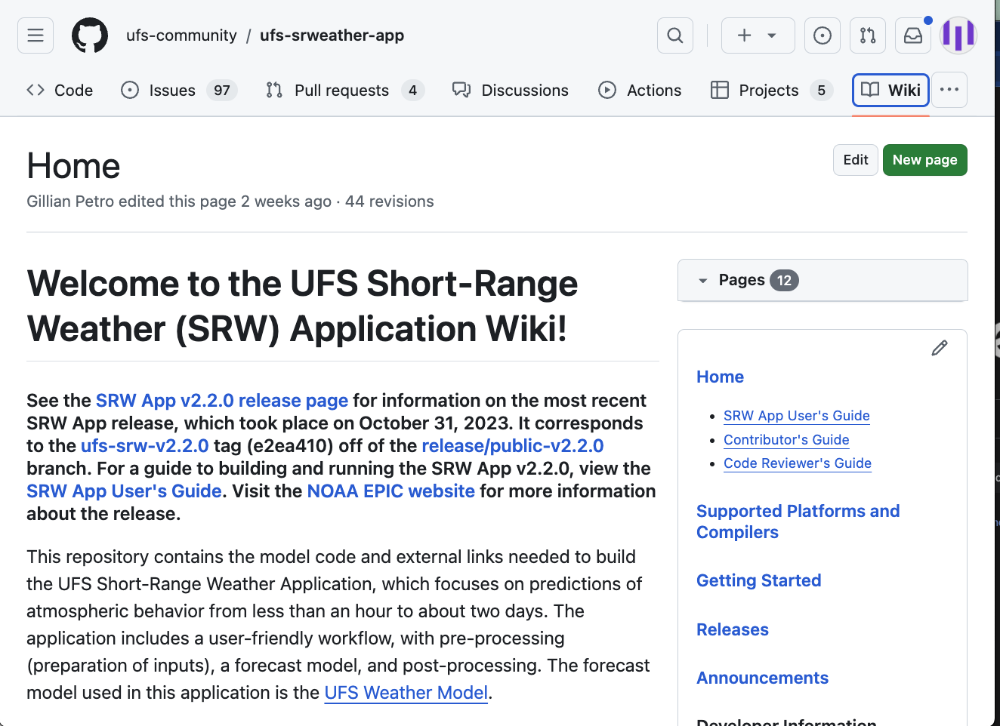 ufs-community / ufs-srweather-app
Code Issues 97 Pull requests 4 Discussions Actions Projects 5 Wiki
Home
Edit New page
Gillian Petro edited this page 2 weeks ago · 44 revisions
Welcome to the UFS Short-Range
Weather (SRW) Application Wiki!
See the SRW App v2.2.0 release page for information on the most recent
SRW App release, which took place on October 31, 2023. It corresponds
to the ufs-srw-v2.2.0 tag (e2ea410) off of the release/public-v2.2.0
branch. For a guide to building and running the SRW App v2.2.0, view the
SRW App User's Guide. Visit the NOAA EPIC website for more information
about the release.
This repository contains the model code and external links needed to build
the UFS Short-Range Weather Application, which focuses on predictions of
atmospheric behavior from less than an hour to about two days. The
application includes a user-friendly workflow, with pre-processing
(preparation of inputs), a forecast model, and post-processing. The forecast
model used in this application is the UFS Weather Model.
Pages 12
Home
SRW App User's Guide
Contributor's Guide
Code Reviewer's Guide
Supported Platforms and
Compilers
Getting Started
Releases
Announcements
Developer Information